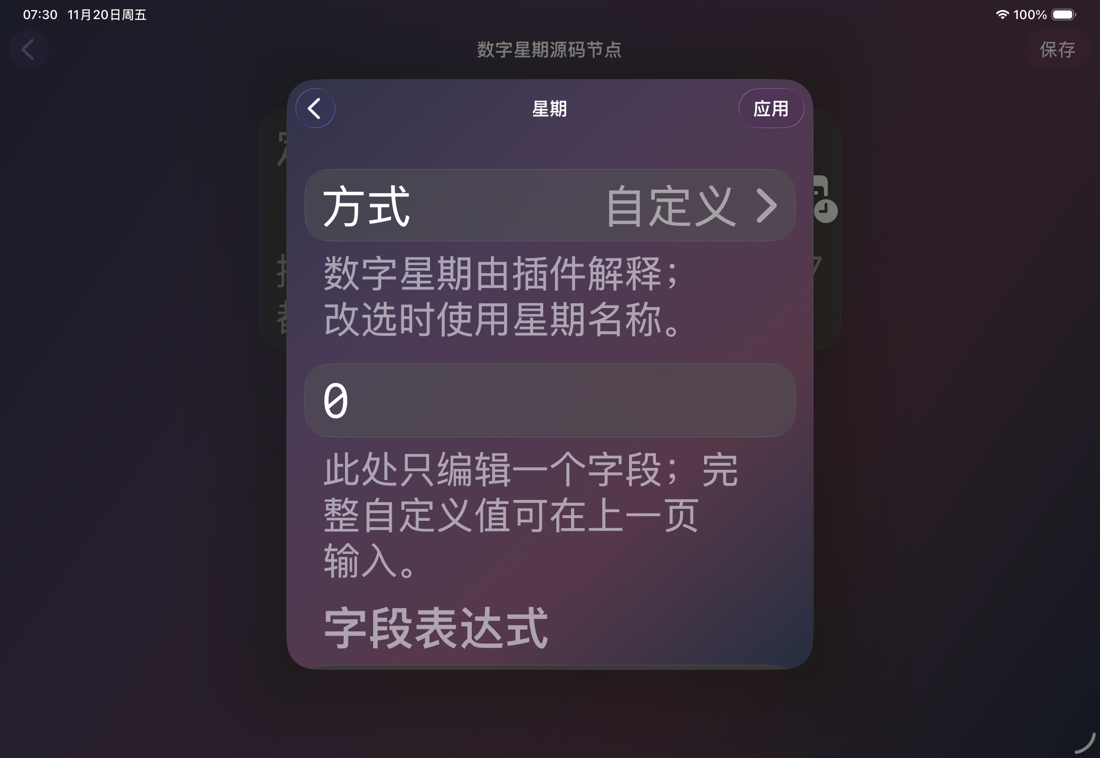 07:30 11月20日周五
100%
数字星期源码节点
保存
星期
应用
方式
自定义
数字星期由插件解释；
改选时使用星期名称。
0
此处只编辑一个字段；完
整自定义值可在上一页
输入。
字段表达式